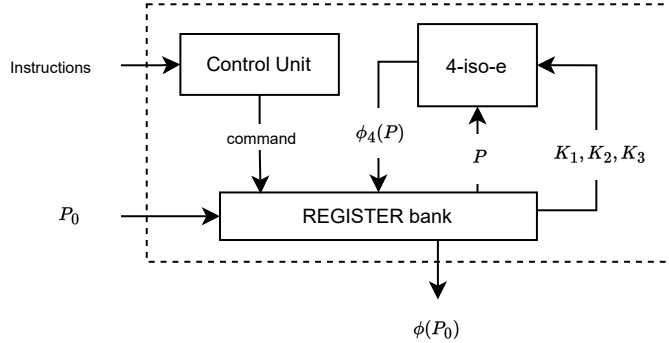 Instructions
Control Unit
4-iso-e
command
ϕ₄(P)
P
K₁, K₂, K₃
P₀
REGISTER bank
ϕ(P₀)